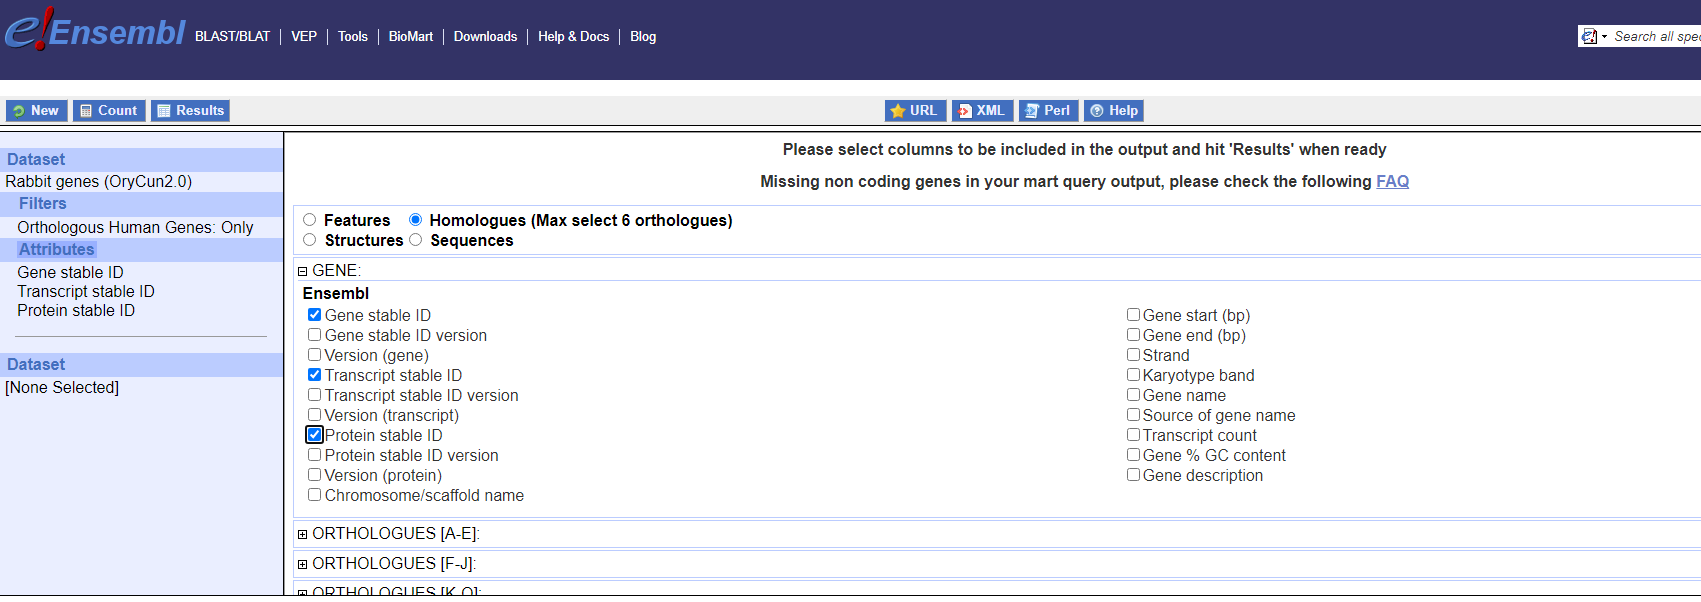 e!Ensembl BLAST/BLAT | VEP | Tools | BioMart | Downloads | Help & Docs | Blog
Search all spec
New Count Results URL XML Perl Help
Dataset
Rabbit genes (OryCun2.0)
Filters
Orthologous Human Genes: Only
Attributes
Gene stable ID
Transcript stable ID
Protein stable ID
Dataset
[None Selected]
Please select columns to be included in the output and hit 'Results' when ready
Missing non coding genes in your mart query output, please check the following FAQ
Features Homologues (Max select 6 orthologues)
Structures Sequences
GENE:
Ensembl
Gene stable ID
Gene stable ID version
Version (gene)
Transcript stable ID
Transcript stable ID version
Version (transcript)
Protein stable ID
Protein stable ID version
Version (protein)
Chromosome/scaffold name
Gene start (bp)
Gene end (bp)
Strand
Karyotype band
Gene name
Source of gene name
Transcript count
Gene % GC content
Gene description
ORTHOLOGUES [A-E]:
ORTHOLOGUES [F-J]:
ORTHOLOGUES [K-O]: